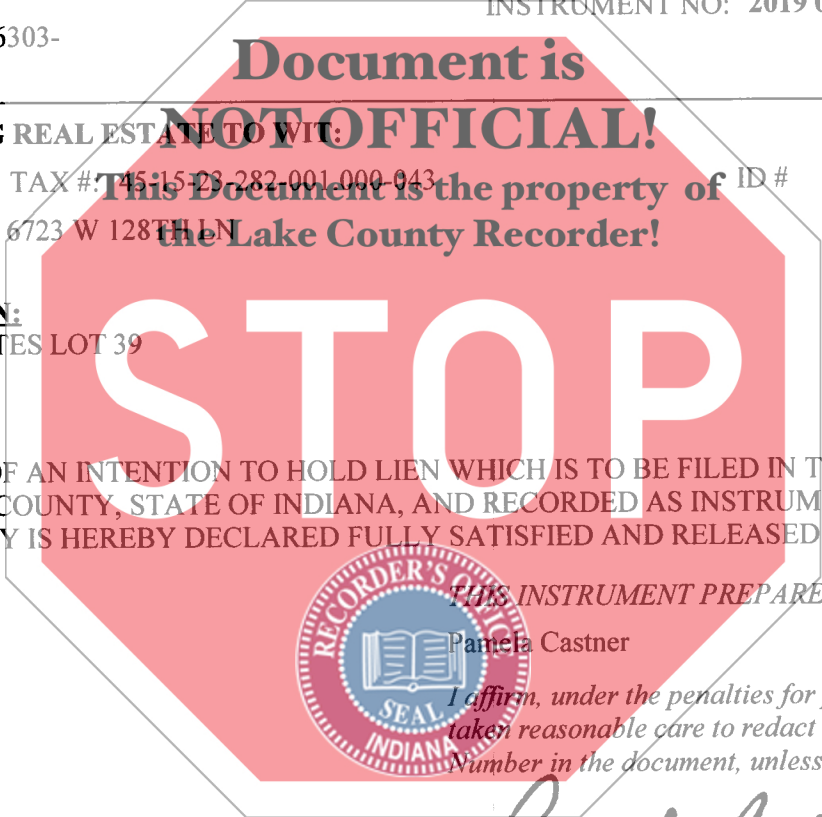 INSTRUMENT NO: 2019 0
6303-
Document is
NOT OFFICIAL!
G REAL ESTATE TO WIT:
TAX #: 45-15-23-282-001.000-043 ID #
This Document is the property of
6723 W 128TH LN
the Lake County Recorder!
N:
TES LOT 39
STOP
OF AN INTENTION TO HOLD LIEN WHICH IS TO BE FILED IN T
COUNTY, STATE OF INDIANA, AND RECORDED AS INSTRUM
Y IS HEREBY DECLARED FULLY SATISFIED AND RELEASED
RECORDER'S OFFICE
SEAL
INDIANA
THIS INSTRUMENT PREPARE
Pamela Castner
I affirm, under the penalties for
taken reasonable care to redact
Number in the document, unless